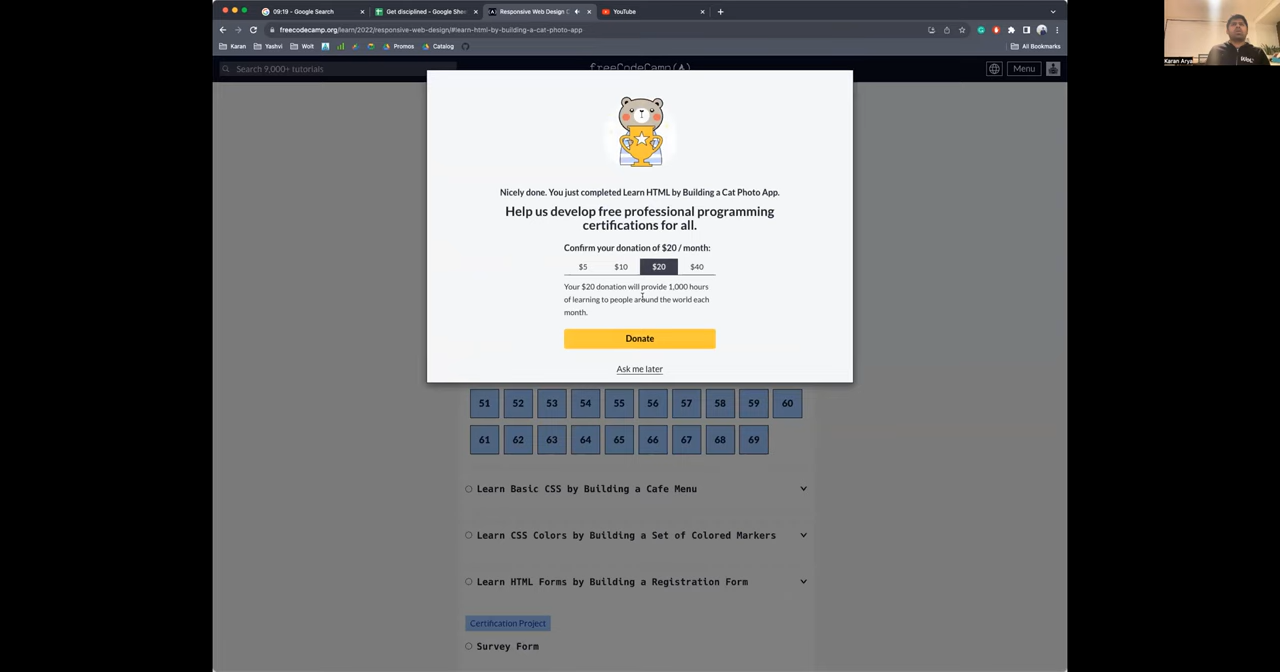 09:19 - Google Search
Get disciplined - Google She
Responsive Web Design C
YouTube
freecodecamp.org/learn/2022/responsive-web-design/#learn-html-by-building-a-cat-photo-app
Karan
Yashvi
Wolt
Promos
Catalog
All Bookmarks
Karan Arya
Search 9,000+ tutorials
freeCodeCamp(A)
Menu
Nicely done. You just completed Learn HTML by Building a Cat Photo App.
Help us develop free professional programming
certifications for all.
Confirm your donation of $20 / month:
$5 $10 $20 $40
Your $20 donation will provide 1,000 hours
of learning to people around the world each
month.
Donate
Ask me later
51 52 53 54 55 56 57 58 59 60
61 62 63 64 65 66 67 68 69
Learn Basic CSS by Building a Cafe Menu
Learn CSS Colors by Building a Set of Colored Markers
Learn HTML Forms by Building a Registration Form
Certification Project
Survey Form